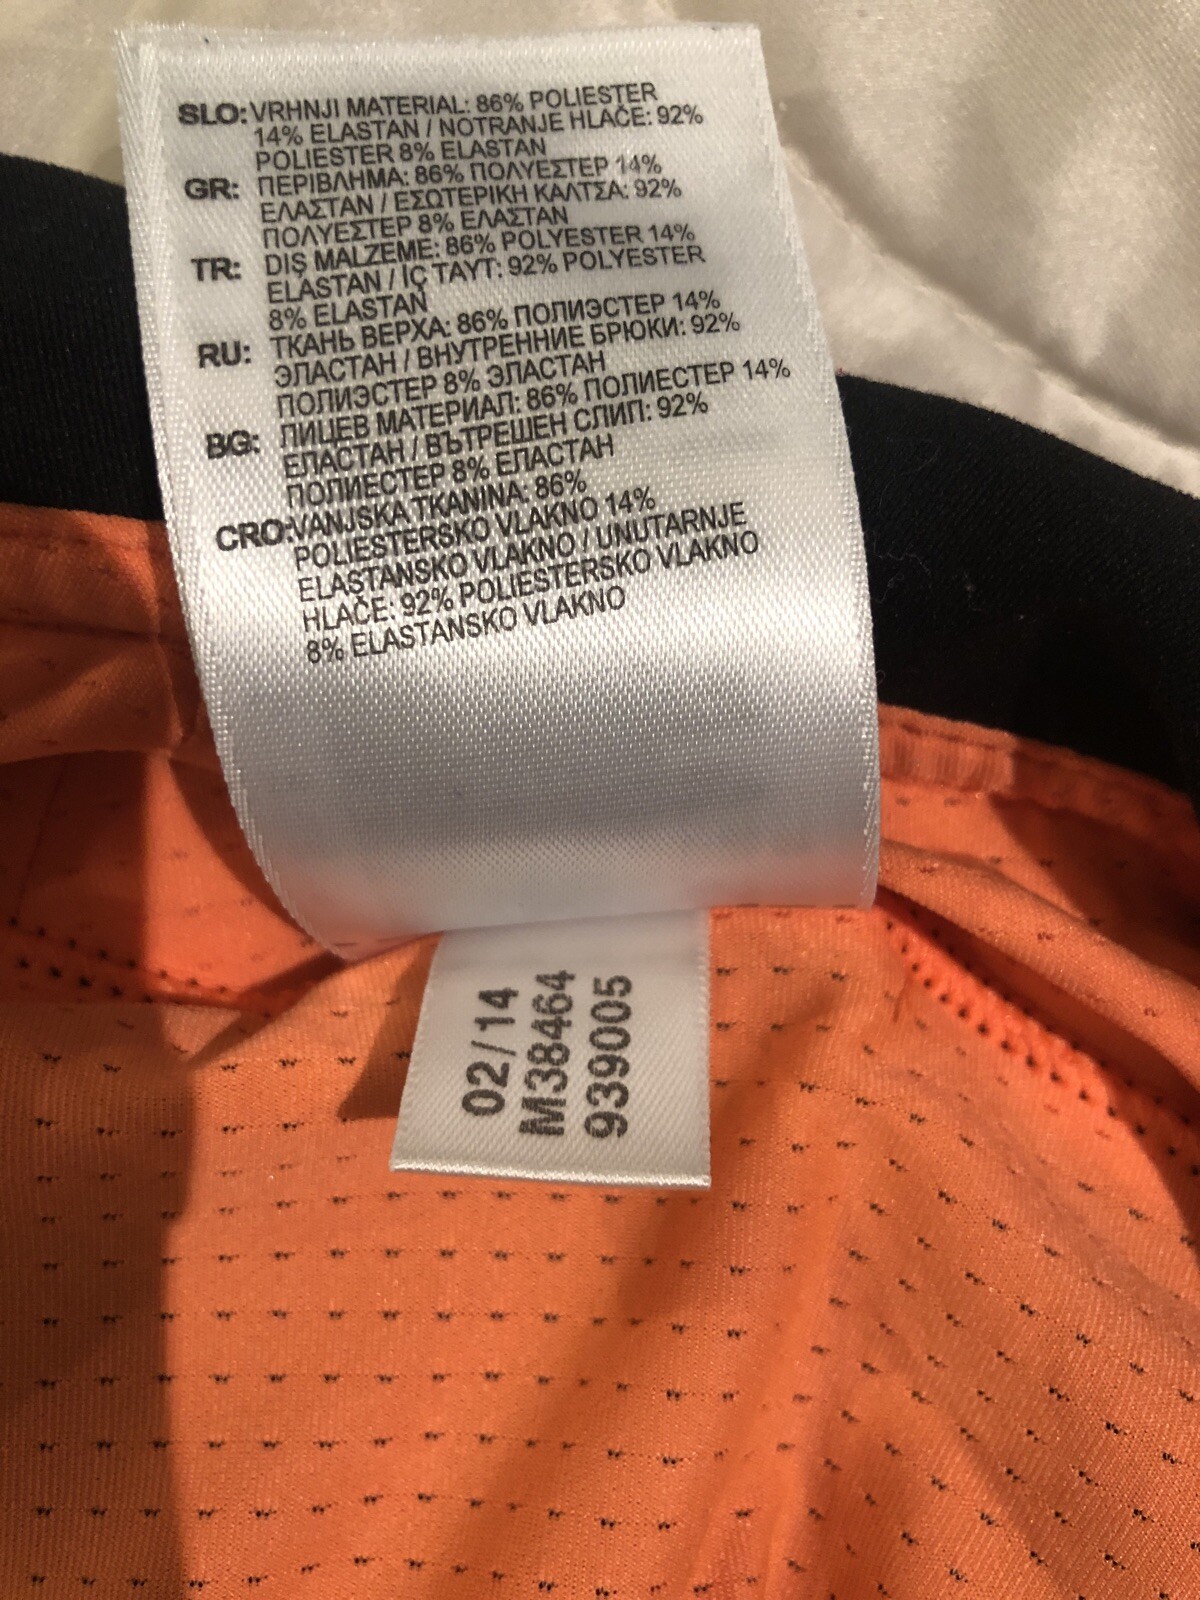 SLO: VRHNJI MATERIAL: 86% POLIESTER
14% ELASTAN / NOTRANJE HLAČE: 92%
POLIESTER 8% ELASTAN
GR: ΠΕΡΙΒΛΗΜΑ: 86% ΠΟΛΥΕΣΤΕΡ 14%
ΕΛΑΣΤΑΝ / ΕΣΩΤΕΡΙΚΗ ΚΑΛΤΣΑ: 92%
ΠΟΛΥΕΣΤΕΡ 8% ΕΛΑΣΤΑΝ
TR: DIŞ MALZEME: 86% POLYESTER 14%
ELASTAN / İÇ TAYT: 92% POLYESTER
8% ELASTAN
RU: ТКАНЬ ВЕРХА: 86% ПОЛИЭСТЕР 14%
ЭЛАСТАН / ВНУТРЕННИЕ БРЮКИ: 92%
ПОЛИЭСТЕР 8% ЭЛАСТАН
BG: ЛИЦЕВ МАТЕРИАЛ: 86% ПОЛИЕСТЕР 14%
ЕЛАСТАН / ВЪТРЕШЕН СЛИП: 92%
ПОЛИЕСТЕР 8% ЕЛАСТАН
CRO: VANJSKA TKANINA: 86%
POLIESTERSKO VLAKNO 14%
ELASTANSKO VLAKNO / UNUTARNJE
HLAČE: 92% POLIESTERSKO VLAKNO
8% ELASTANSKO VLAKNO
02/14
M38464
939005